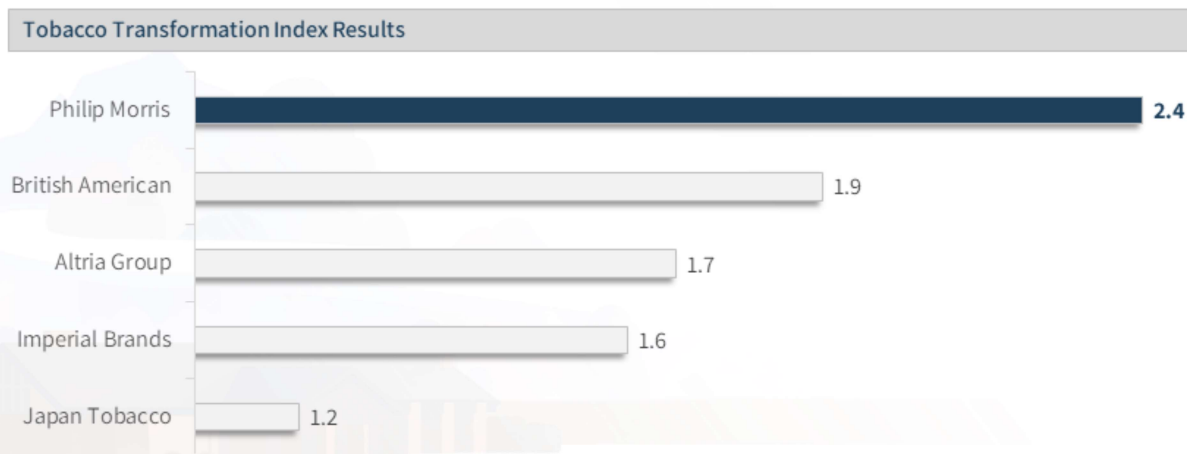 Tobacco Transformation Index Results
Philip Morris 2.4
British American 1.9
Altria Group 1.7
Imperial Brands 1.6
Japan Tobacco 1.2